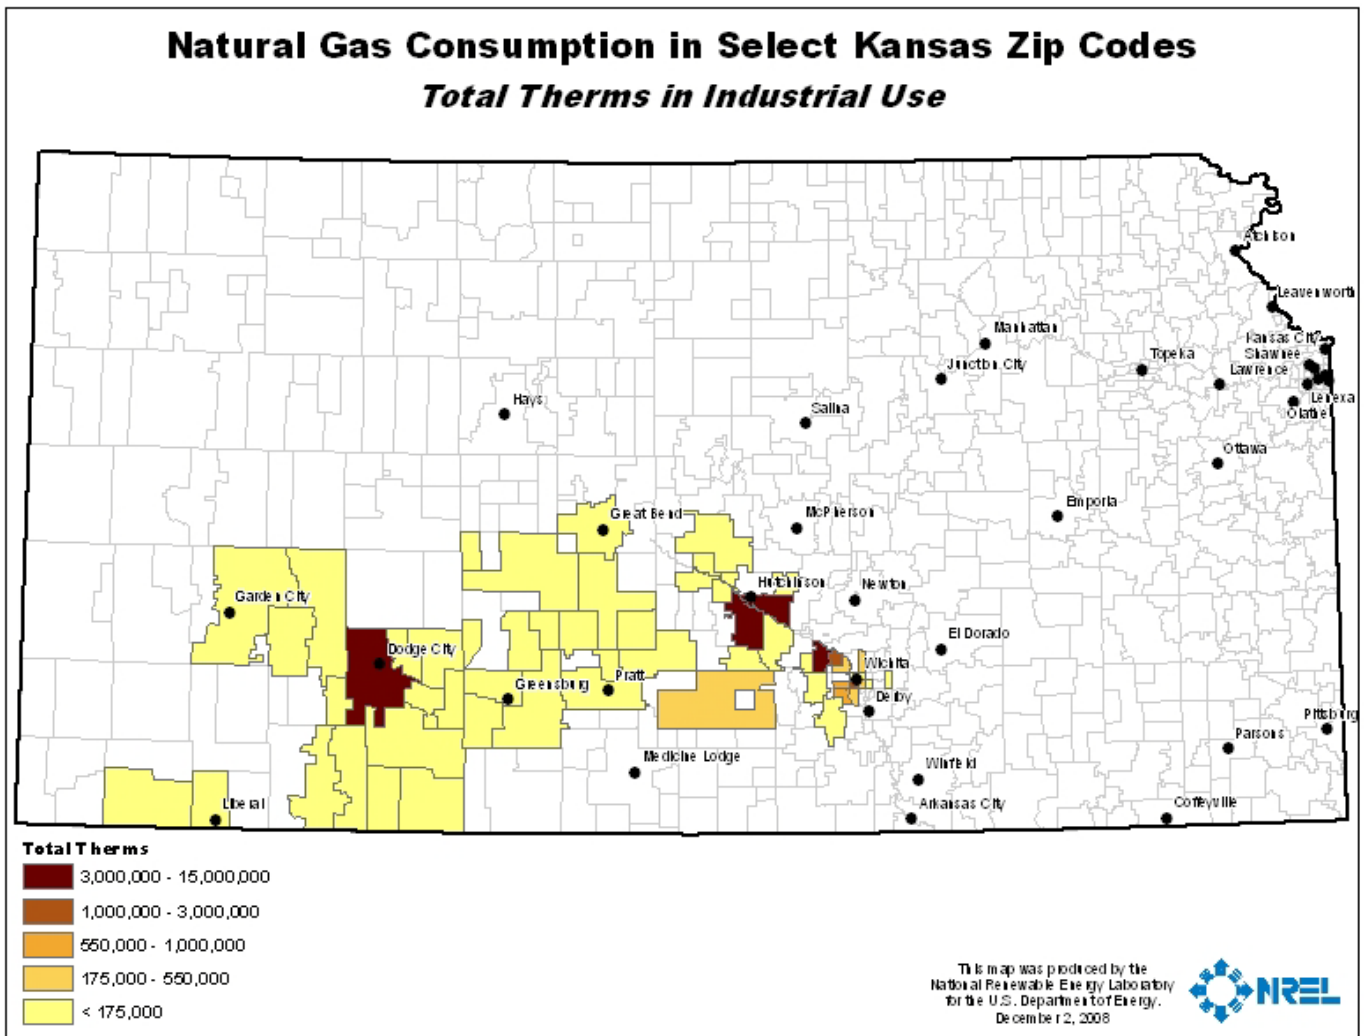 Natural Gas Consumption in Select Kansas Zip Codes
Total Therms in Industrial Use
Atchison
Leavenworth
Manhattan
Kansas City
Topeka
Shawnee
Junction City
Lawrence
Hays
Lenexa
Salina
Olathe
Ottawa
Emporia
Great Bend
McPherson
Hutchinson
Newton
Garden City
El Dorado
Dodge City
Wichita
Pratt
Greensburg
Derby
Pittsburg
Parsons
Medicine Lodge
Winfield
Liberal
Arkansas City
Coffeyville
Total Therms
3,000,000 - 15,000,000
1,000,000 - 3,000,000
550,000 - 1,000,000
175,000 - 550,000
< 175,000
This map was produced by the
National Renewable Energy Laboratory
for the U.S. Department of Energy.
December 2, 2008
NREL